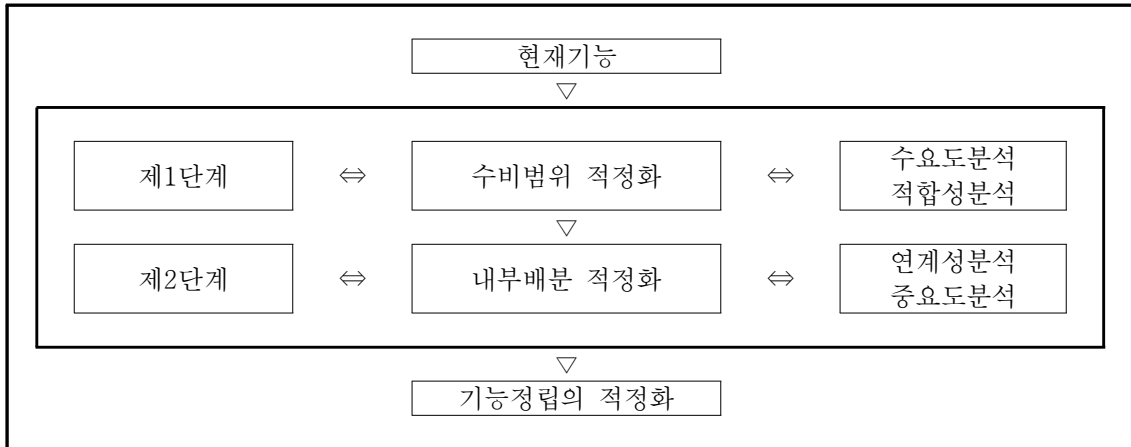 현재기능
▽
제1단계 ⇔ 수비범위 적정화 ⇔ 수요도분석
적합성분석
▽
제2단계 ⇔ 내부배분 적정화 ⇔ 연계성분석
중요도분석
▽
기능정립의 적정화